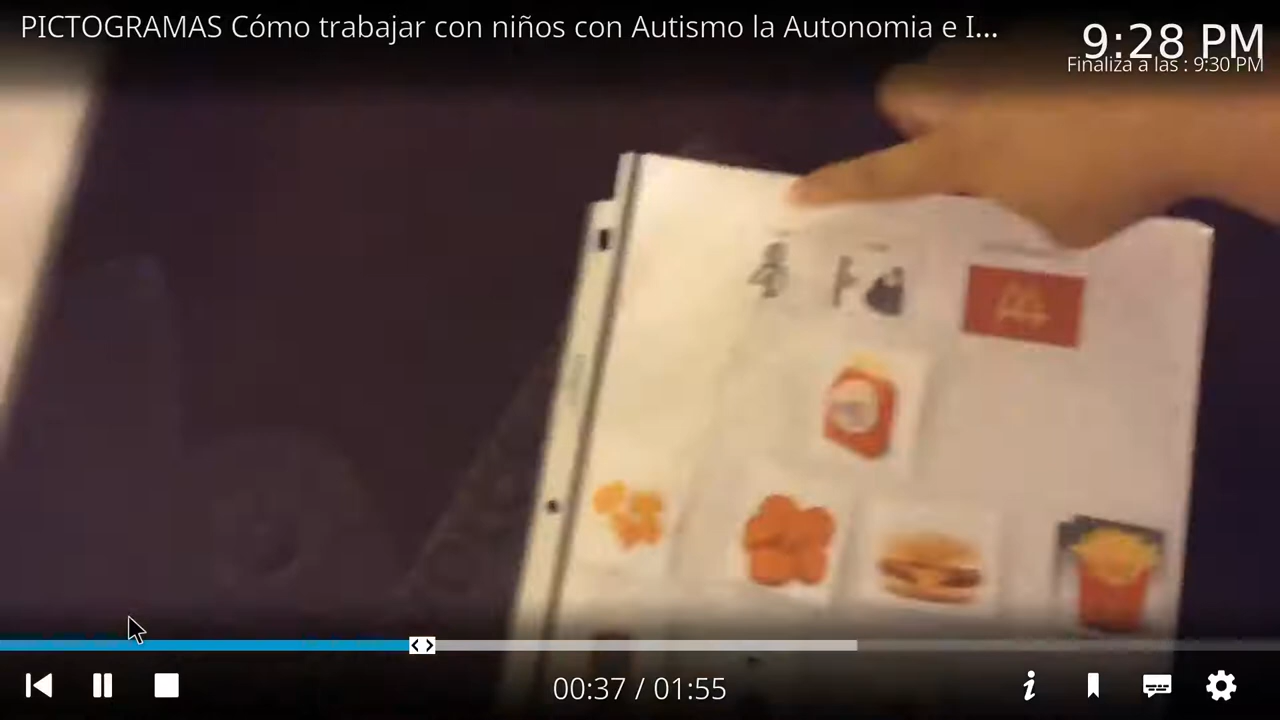 PICTOGRAMAS Cómo trabajar con niños con Autismo la Autonomia e I...
9:28 PM
Finaliza a las : 9:30 PM
00:37 / 01:55